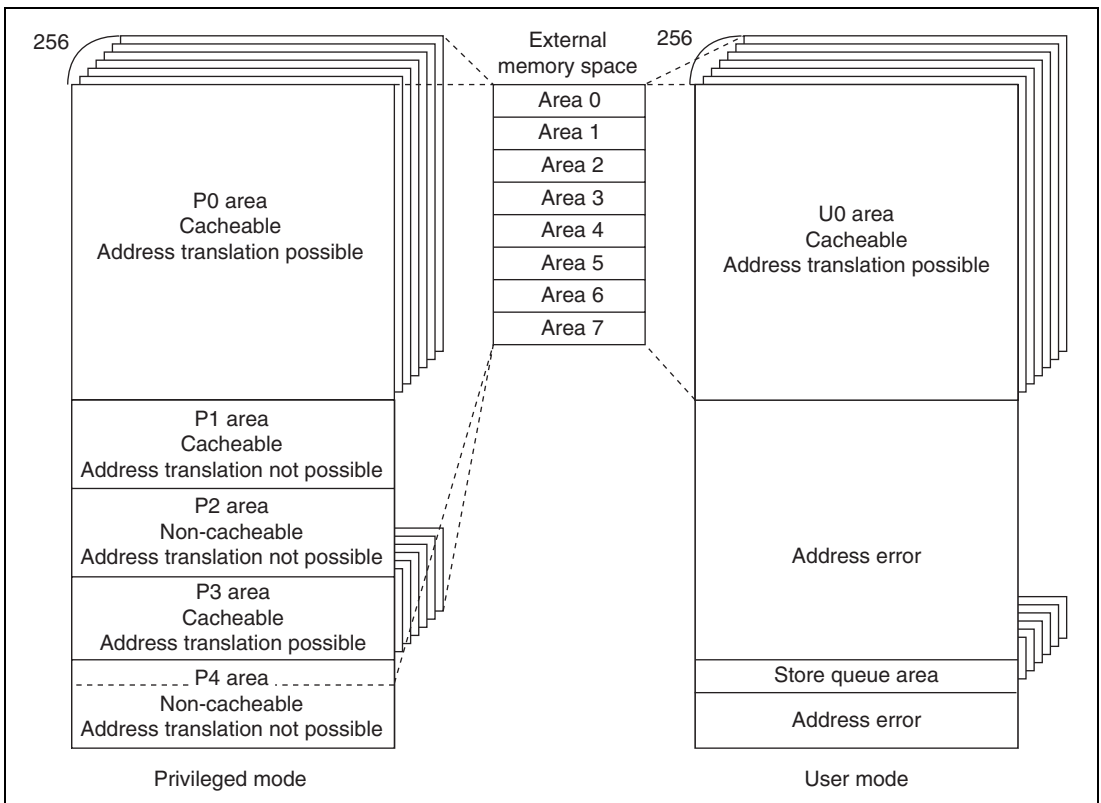 256
P0 area
Cacheable
Address translation possible
P1 area
Cacheable
Address translation not possible
P2 area
Non-cacheable
Address translation not possible
P3 area
Cacheable
Address translation possible
P4 area
Non-cacheable
Address translation not possible
Privileged mode
External
memory space
Area 0
Area 1
Area 2
Area 3
Area 4
Area 5
Area 6
Area 7
256
U0 area
Cacheable
Address translation possible
Address error
Store queue area
Address error
User mode